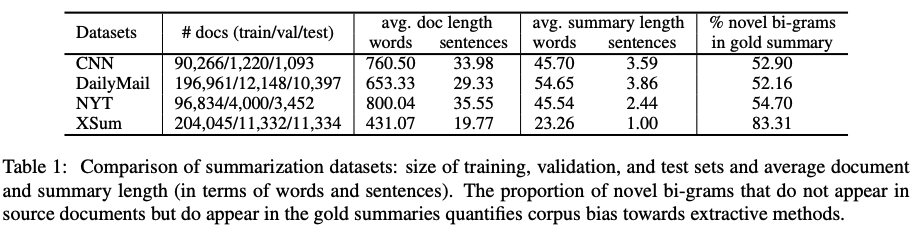 Datasets # docs (train/val/test) avg. doc length avg. summary length % novel bi-grams
words sentences words sentences in gold summary
CNN 90,266/1,220/1,093 760.50 33.98 45.70 3.59 52.90
DailyMail 196,961/12,148/10,397 653.33 29.33 54.65 3.86 52.16
NYT 96,834/4,000/3,452 800.04 35.55 45.54 2.44 54.70
XSum 204,045/11,332/11,334 431.07 19.77 23.26 1.00 83.31
Table 1: Comparison of summarization datasets: size of training, validation, and test sets and average document
and summary length (in terms of words and sentences). The proportion of novel bi-grams that do not appear in
source documents but do appear in the gold summaries quantifies corpus bias towards extractive methods.